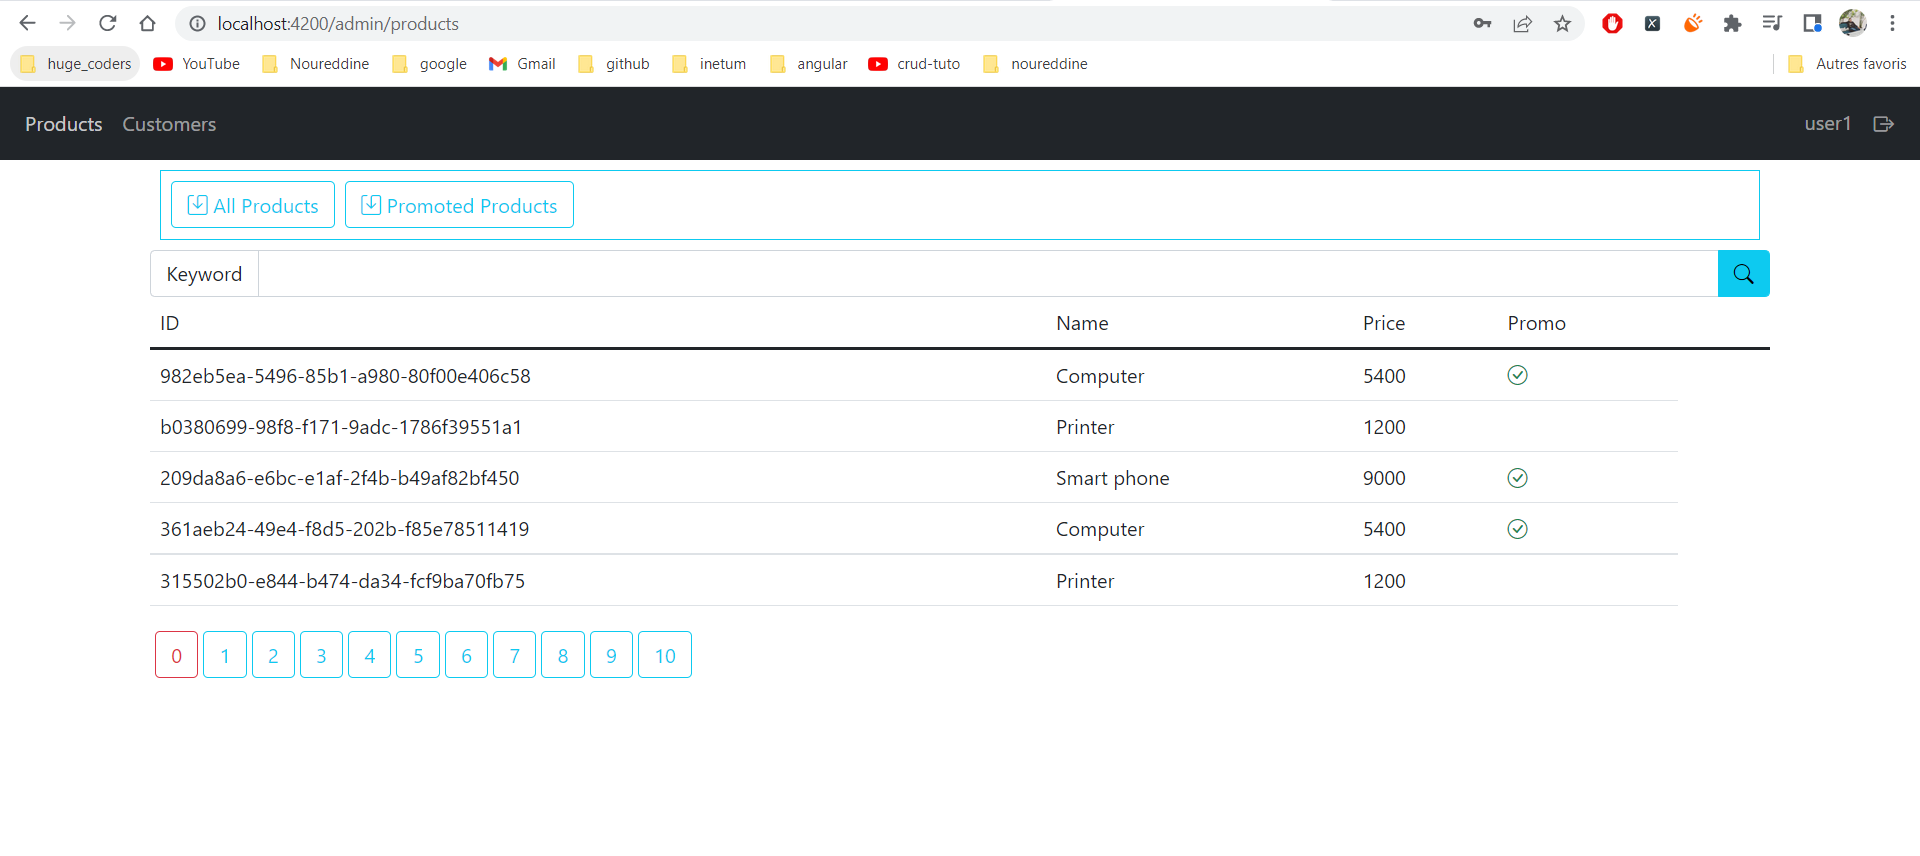 localhost:4200/admin/products
huge_coders YouTube Noureddine google Gmail github inetum angular crud-tuto noureddine Autres favoris
Products Customers user1
All Products Promoted Products
Keyword
ID Name Price Promo
982eb5ea-5496-85b1-a980-80f00e406c58 Computer 5400
b0380699-98f8-f171-9adc-1786f39551a1 Printer 1200
209da8a6-e6bc-e1af-2f4b-b49af82bf450 Smart phone 9000
361aeb24-49e4-f8d5-202b-f85e78511419 Computer 5400
315502b0-e844-b474-da34-fcf9ba70fb75 Printer 1200
0 1 2 3 4 5 6 7 8 9 10